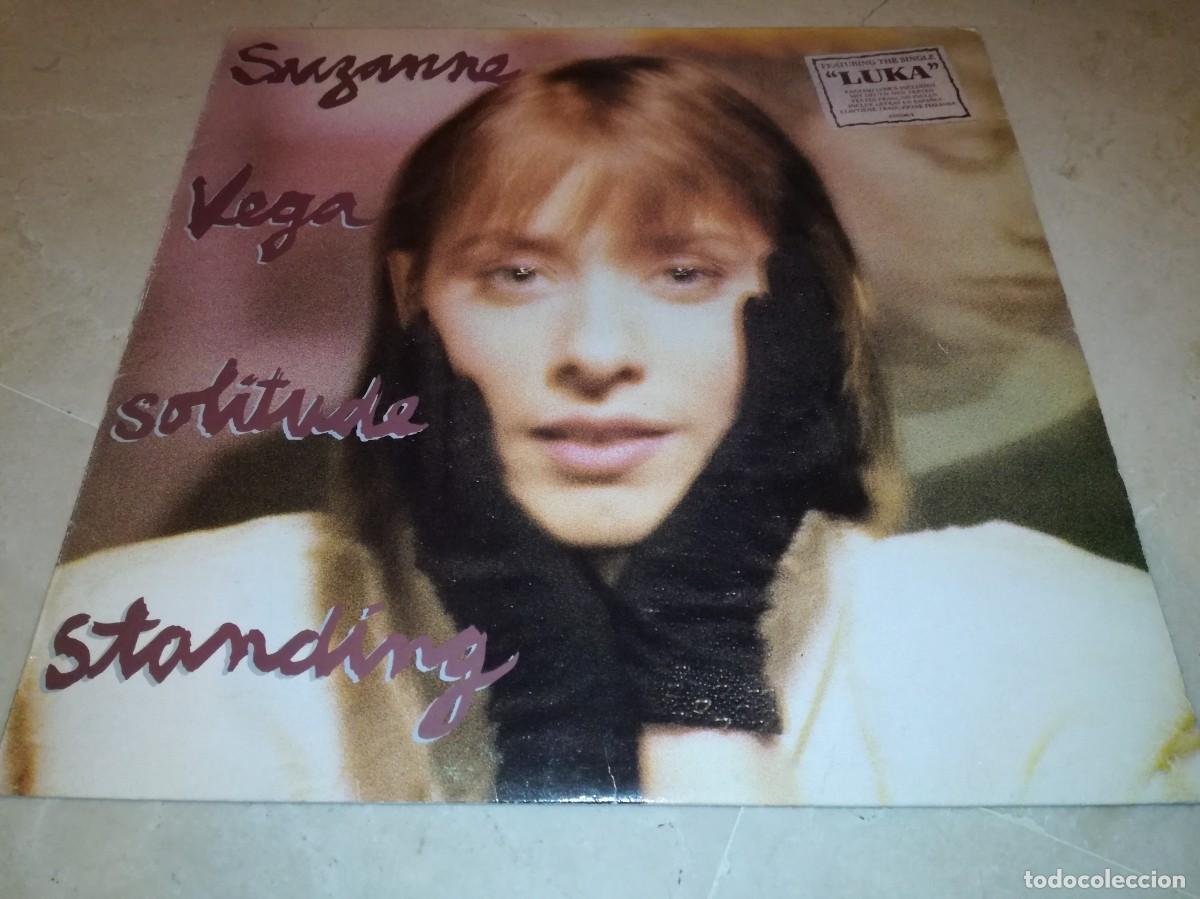 Suzanne
Vega
solitude
standing
FEATURING THE SINGLE
"LUKA"
todocoleccion